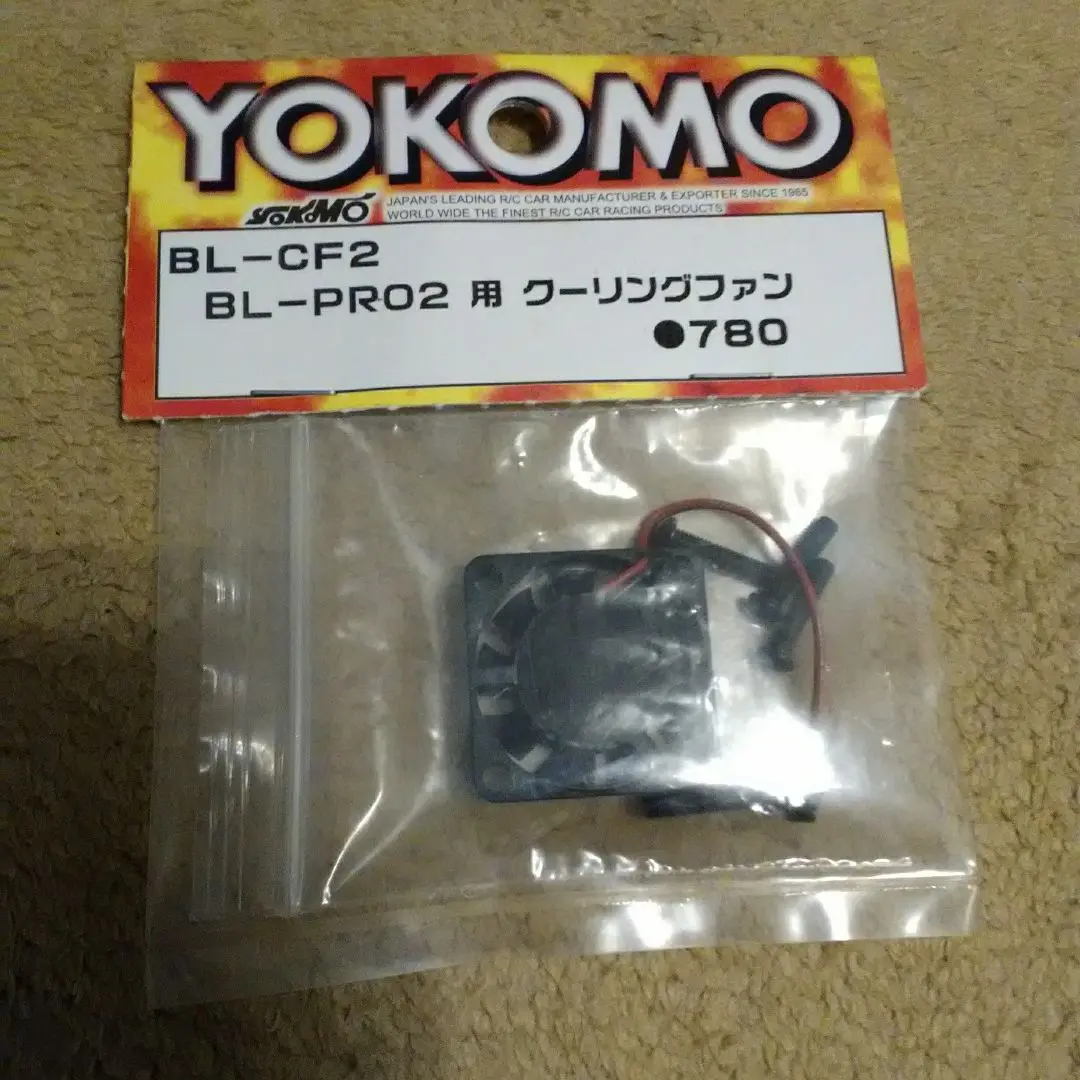 YOKOMO
YOKOMO
JAPAN'S LEADING R/C CAR MANUFACTURER & EXPORTER SINCE 1965
WORLD WIDE THE FINEST R/C CAR RACING PRODUCTS
BL-CF2
BL-PRO2 用 クーリングファン
●780